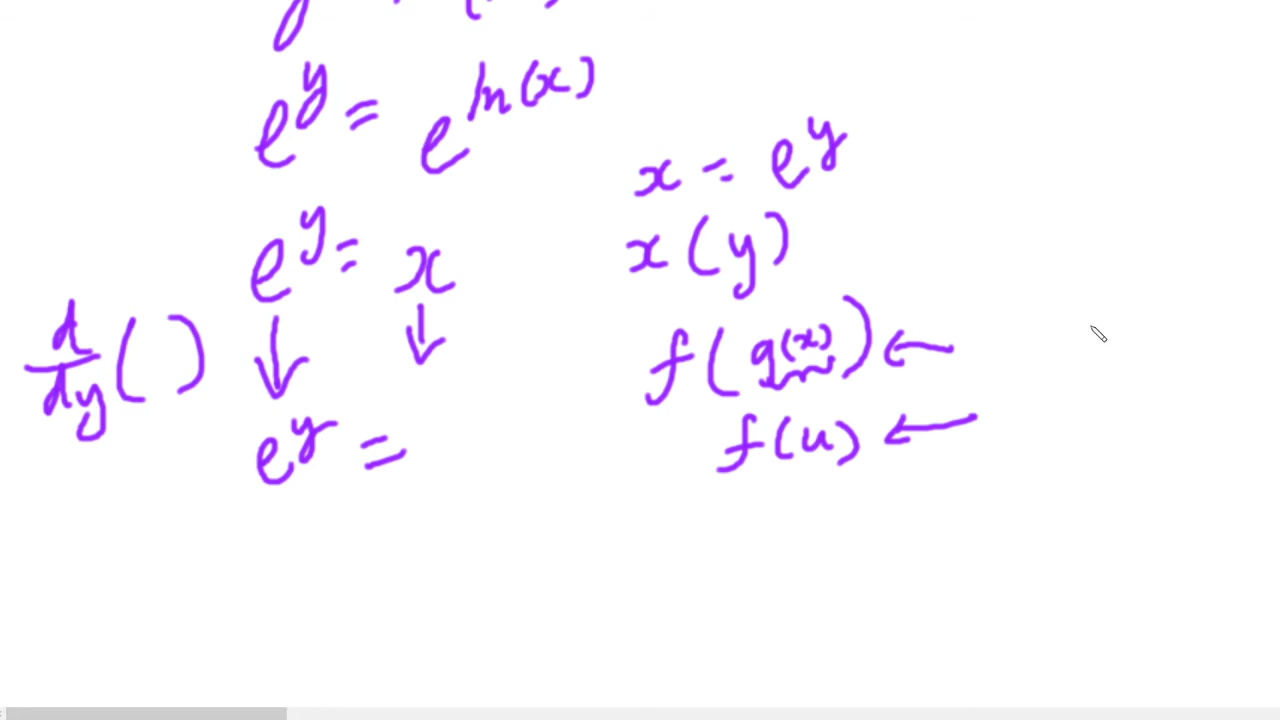 e^y = e^ln(x)
x = e^y
e^y = x
x(y)
d/dy ( )
f(g(x)) ←
↓ ↓
f(u) ←
e^y =